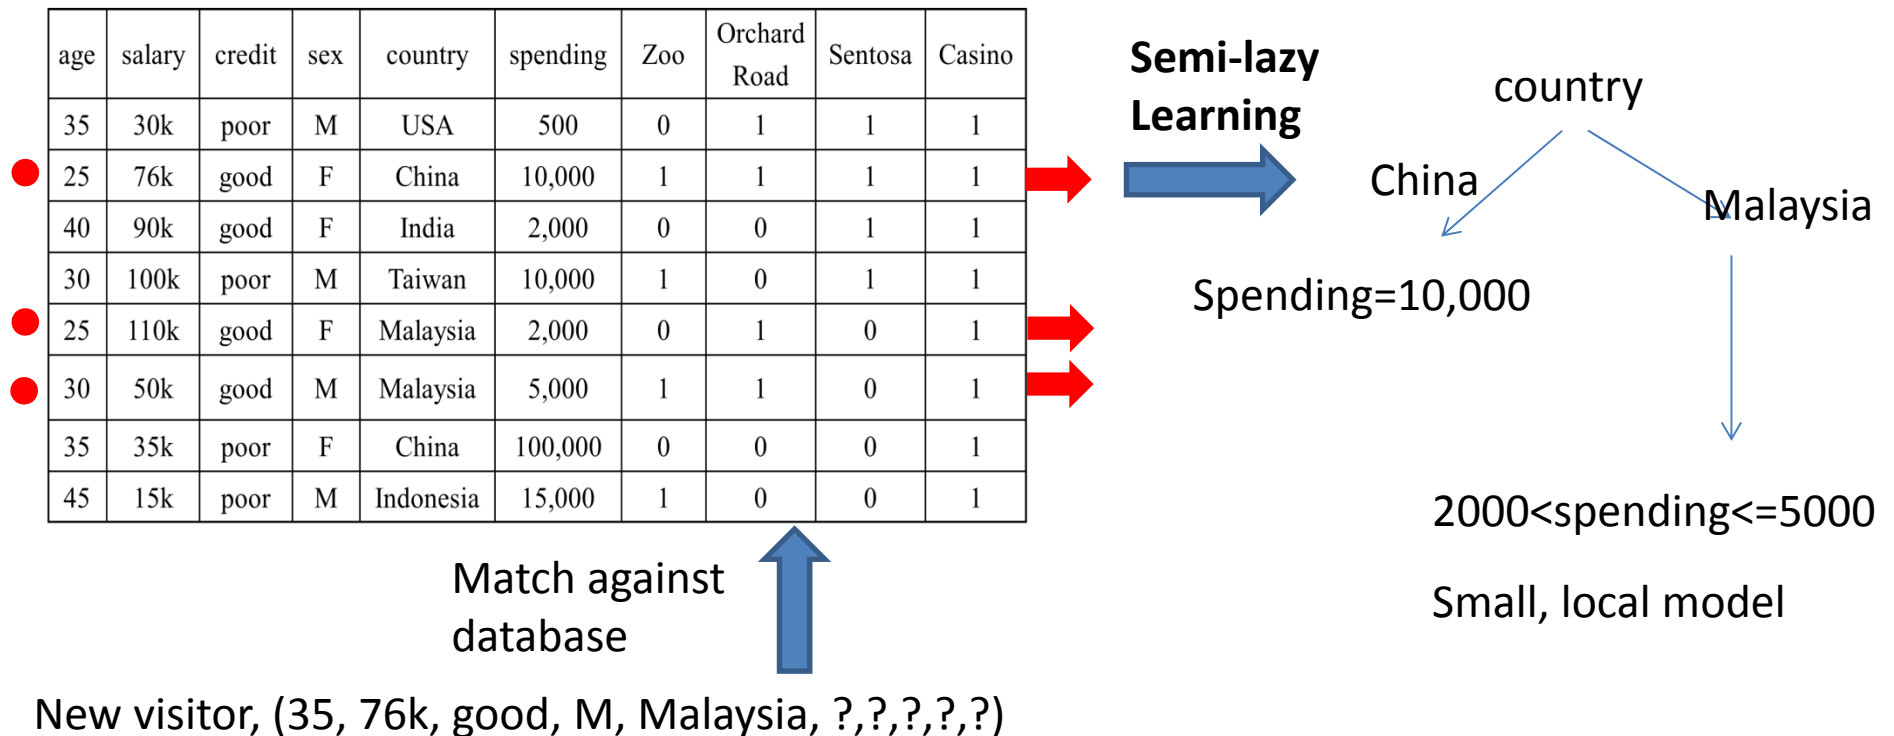 age salary credit sex country spending Zoo Orchard Road Sentosa Casino
35 30k poor M USA 500 0 1 1 1
25 76k good F China 10,000 1 1 1 1
40 90k good F India 2,000 0 0 1 1
30 100k poor M Taiwan 10,000 1 0 1 1
25 110k good F Malaysia 2,000 0 1 0 1
30 50k good M Malaysia 5,000 1 1 0 1
35 35k poor F China 100,000 0 0 0 1
45 15k poor M Indonesia 15,000 1 0 0 1
Match against
database
New visitor, (35, 76k, good, M, Malaysia, ?,?,?,?,?)
Semi-lazy
Learning
country
China
Malaysia
Spending=10,000
2000<spending<=5000
Small, local model